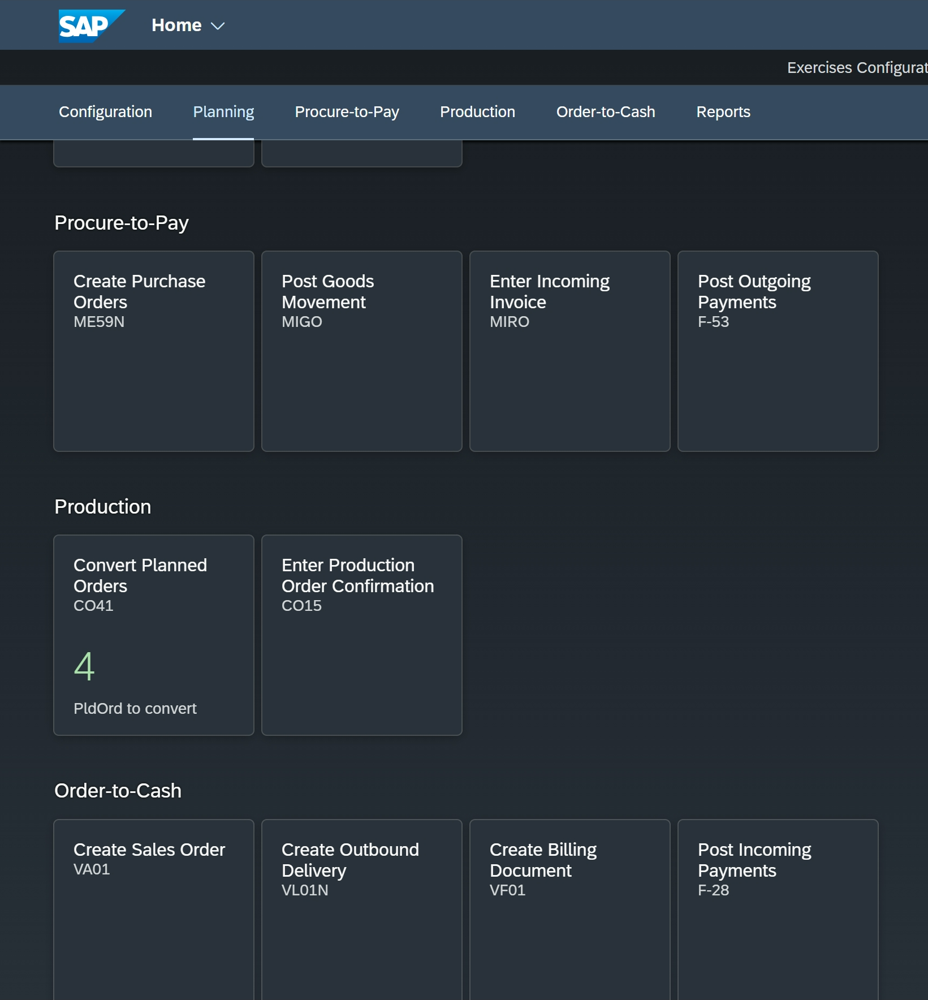 SAP
Home
Exercises Configurat
Configuration
Planning
Procure-to-Pay
Production
Order-to-Cash
Reports
Procure-to-Pay
Create Purchase
Orders
ME59N
Post Goods
Movement
MIGO
Enter Incoming
Invoice
MIRO
Post Outgoing
Payments
F-53
Production
Convert Planned
Orders
CO41
4
PldOrd to convert
Enter Production
Order Confirmation
CO15
Order-to-Cash
Create Sales Order
VA01
Create Outbound
Delivery
VL01N
Create Billing
Document
VF01
Post Incoming
Payments
F-28